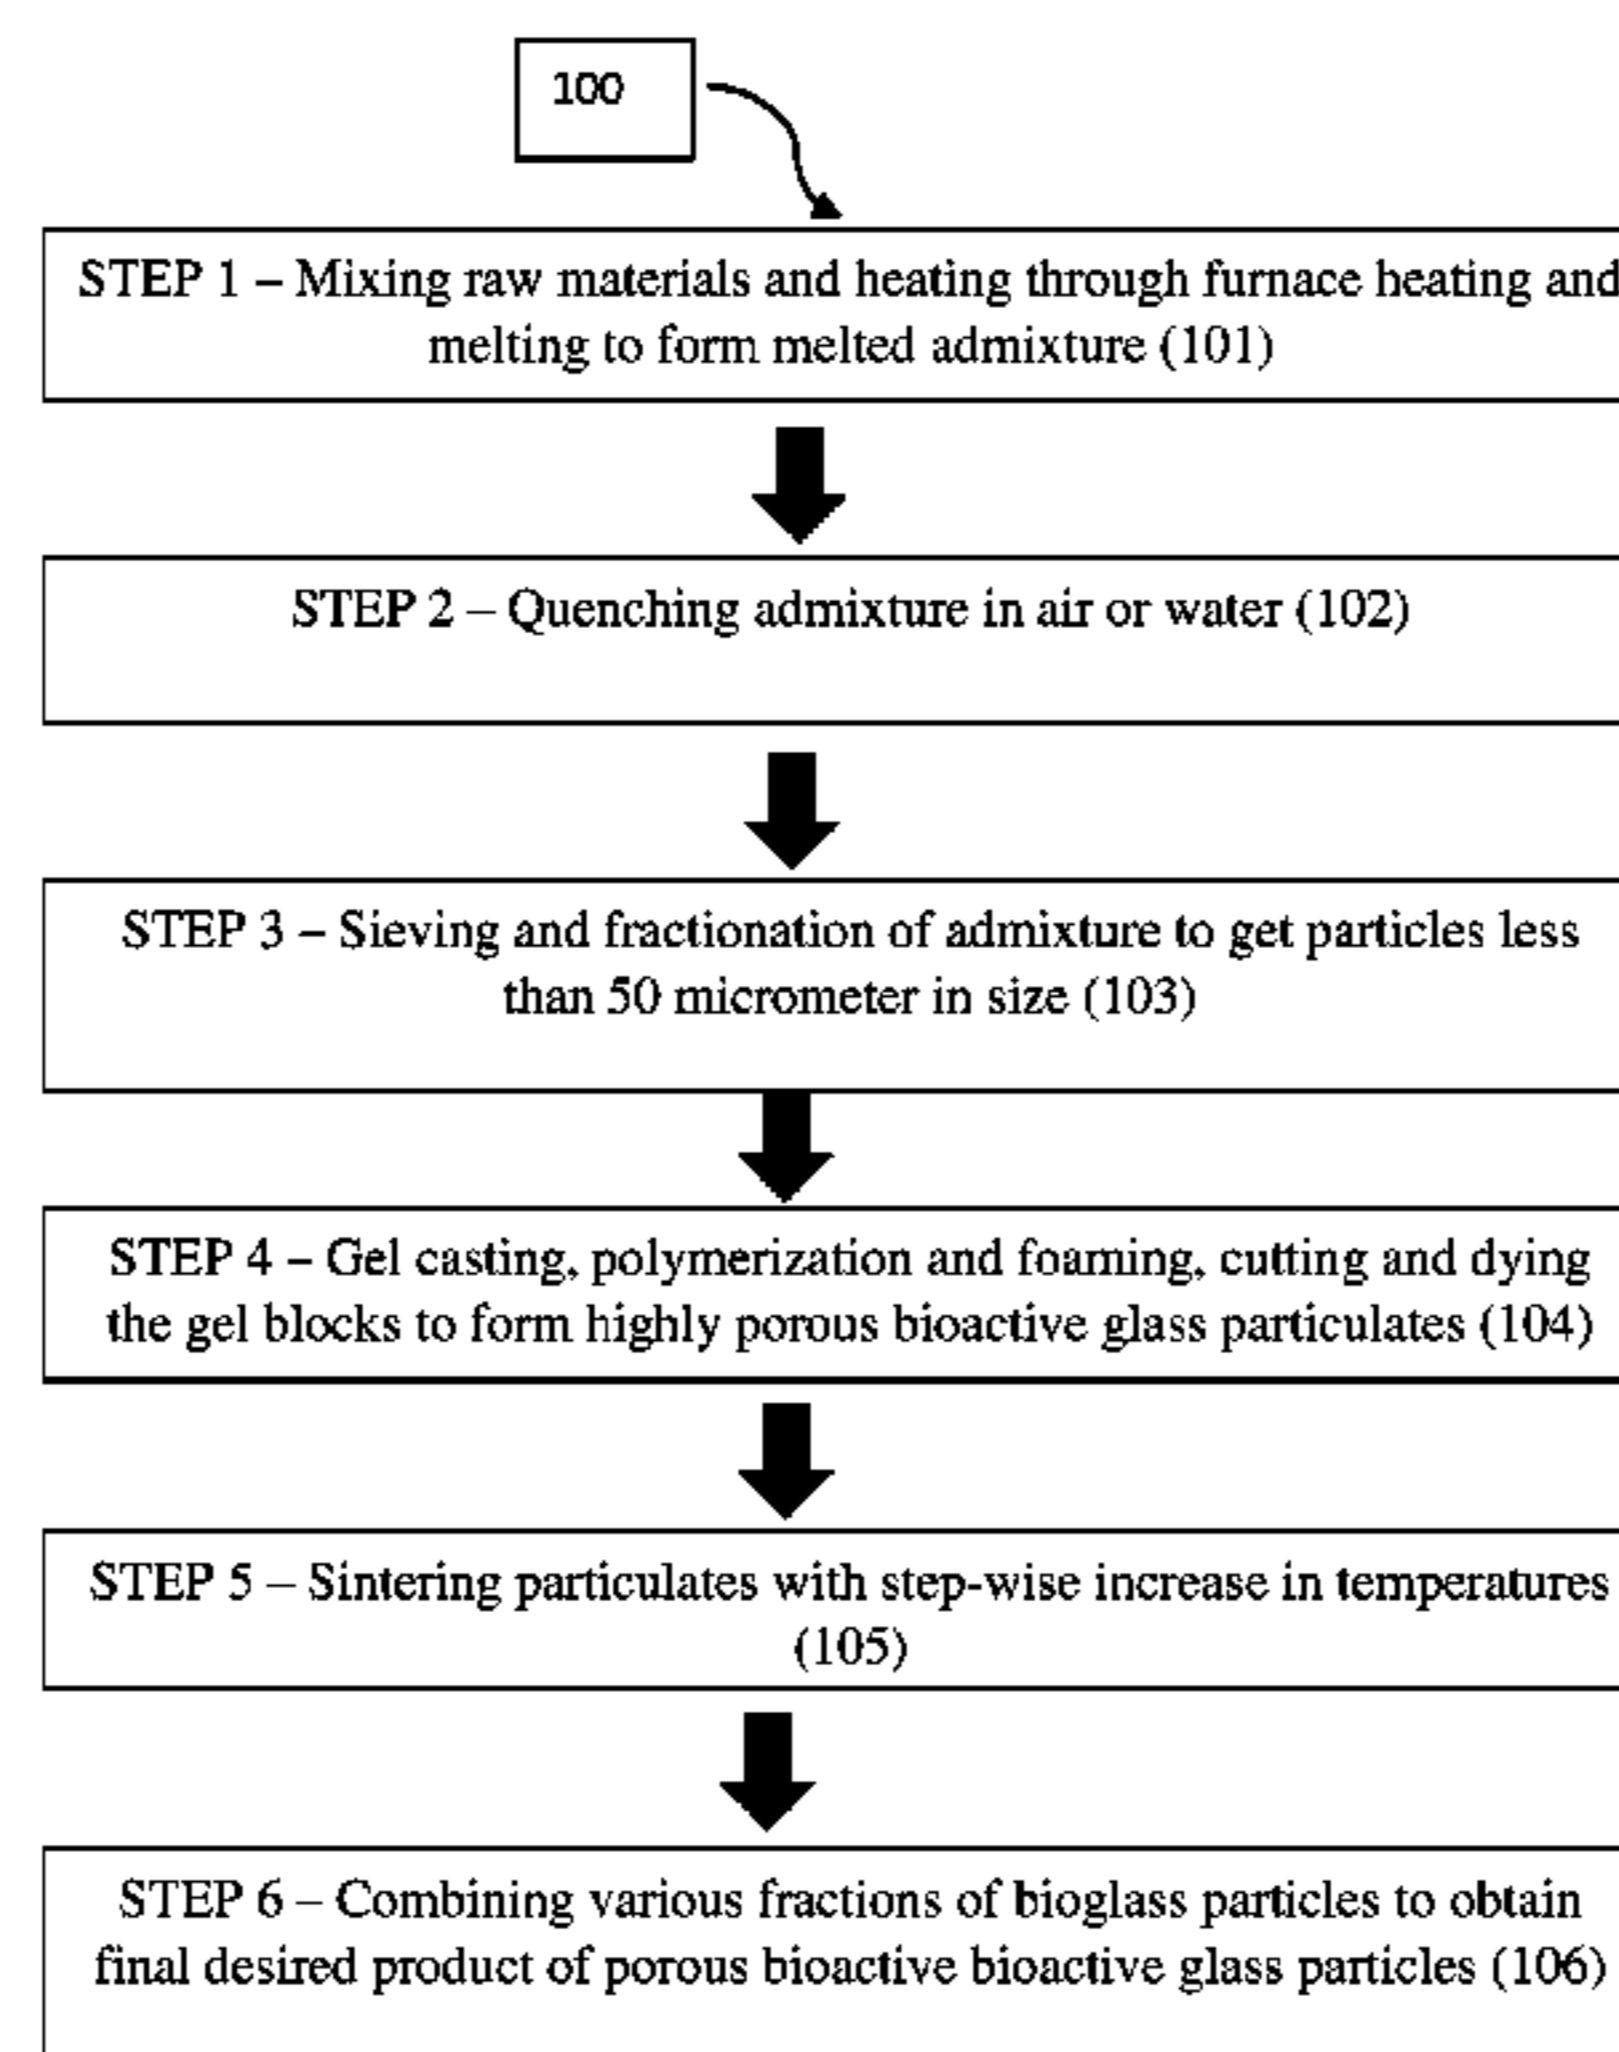 100
STEP 1 – Mixing raw materials and heating through furnace heating and
melting to form melted admixture (101)
STEP 2 – Quenching admixture in air or water (102)
STEP 3 – Sieving and fractionation of admixture to get particles less
than 50 micrometer in size (103)
STEP 4 – Gel casting, polymerization and foaming, cutting and dying
the gel blocks to form highly porous bioactive glass particulates (104)
STEP 5 – Sintering particulates with step-wise increase in temperatures
(105)
STEP 6 – Combining various fractions of bioglass particles to obtain
final desired product of porous bioactive bioactive glass particles (106)